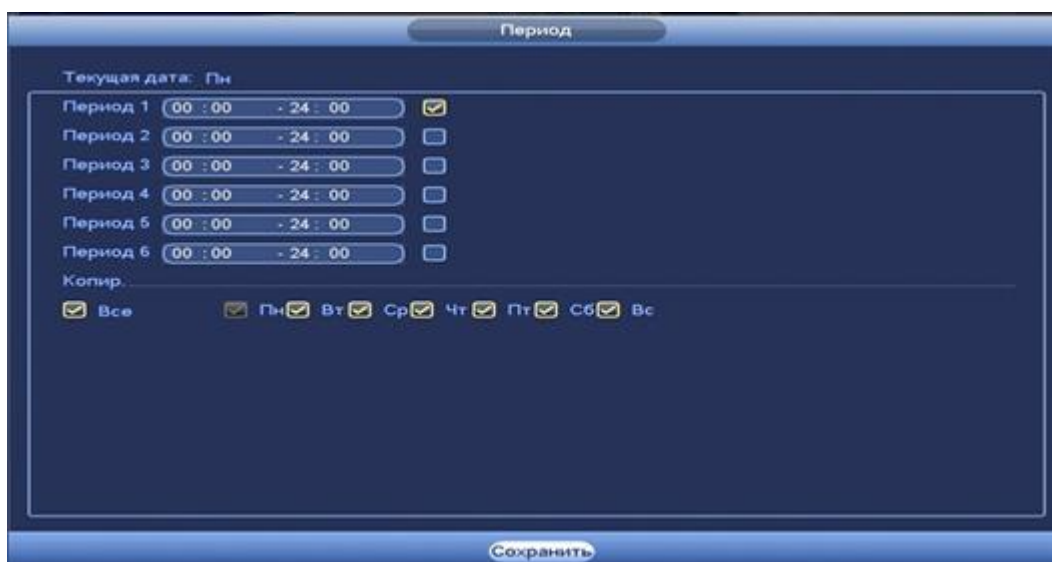 Период
Текущая дата: Пн
Период 1 00 : 00 - 24 : 00
Период 2 00 : 00 - 24 : 00
Период 3 00 : 00 - 24 : 00
Период 4 00 : 00 - 24 : 00
Период 5 00 : 00 - 24 : 00
Период 6 00 : 00 - 24 : 00
Копир.
Все Пн Вт Ср Чт Пт Сб Вс
Сохранить